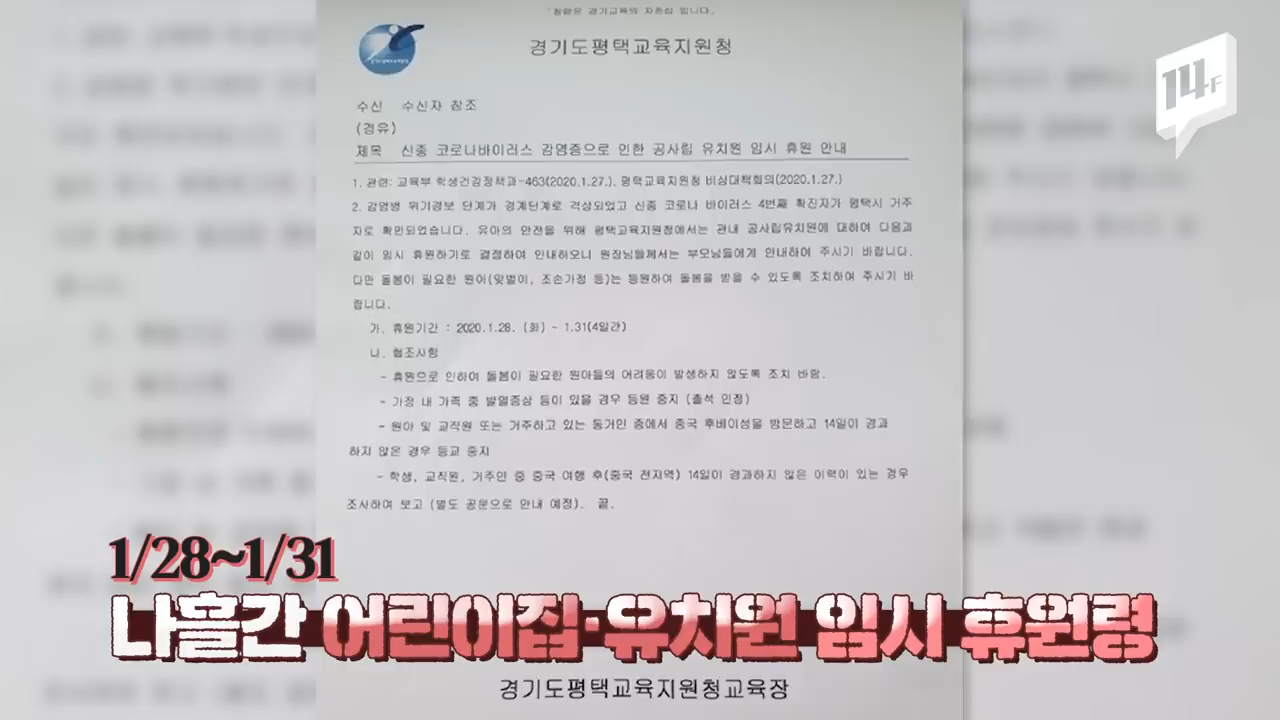 「청렴은 경기교육의 자존심 입니다」
경기도평택교육지원청
14F
수신 수신자 참조
(경유)
제목 신종 코로나바이러스 감염증으로 인한 공사립 유치원 임시 휴원 안내
1. 관련: 교육부 학생건강정책과-463(2020.1.27.), 평택교육지원청 비상대책회의(2020.1.27.)
2. 감염병 위기경보 단계가 경계단계로 격상되었고 신종 코로나 바이러스 4번째 확진자가 평택시 거주
자로 확인되었습니다. 유아의 안전을 위해 평택교육지원청에서는 관내 공사립유치원에 대하여 다음과
같이 임시 휴원하기로 결정하여 안내하오니 원장님들께서는 부모님들에게 안내하여 주시기 바랍니다.
다만 돌봄이 필요한 원아(맞벌이, 조손가정 등)는 등원하여 돌봄을 받을 수 있도록 조치하여 주시기 바
랍니다.
가. 휴원기간 : 2020.1.28. (화) ~ 1.31(4일간)
나. 협조사항
- 휴원으로 인하여 돌봄이 필요한 원아들의 어려움이 발생하지 않도록 조치 바람.
- 가정 내 가족 중 발열증상 등이 있을 경우 등원 중지 (출석 인정)
- 원아 및 교직원 또는 거주하고 있는 동거인 중에서 중국 후베이성을 방문하고 14일이 경과
하지 않은 경우 등교 중지
- 학생, 교직원, 거주인 중 중국 여행 후(중국 전지역) 14일이 경과하지 않은 이력이 있는 경우
조사하여 보고 (별도 공문으로 안내 예정). 끝.
1/28~1/31
나흘간 어린이집·유치원 임시 휴원령
경기도평택교육지원청교육장